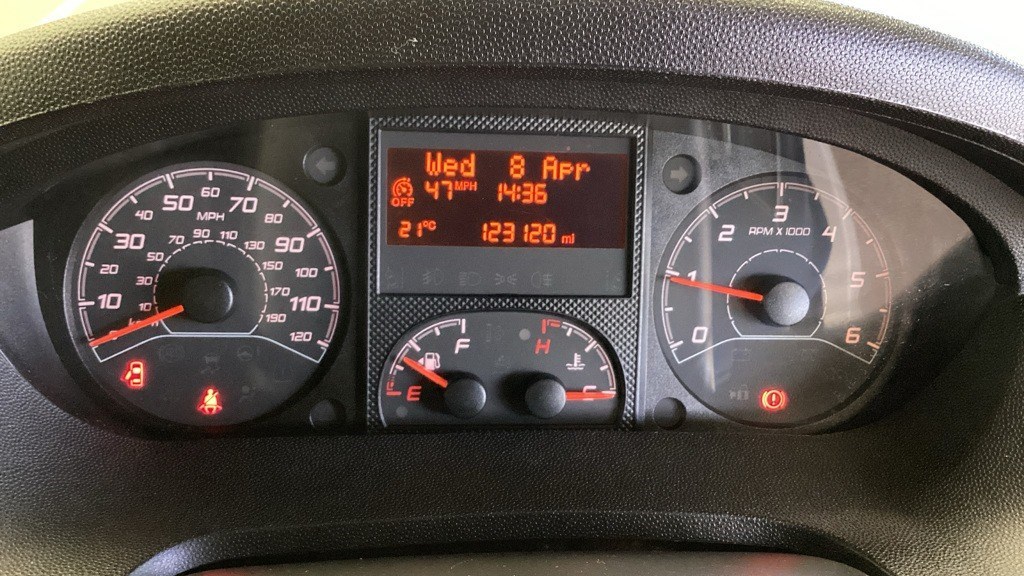 Wed 8 Apr
OFF 47 MPH 14:36
21°C 123120 mi
MPH
10 20 30 40 50 60 70 80 90 100 110 120
10 30 50 70 90 110 130 150 170 190
E F
H C
RPM X 1000
0 1 2 3 4 5 6